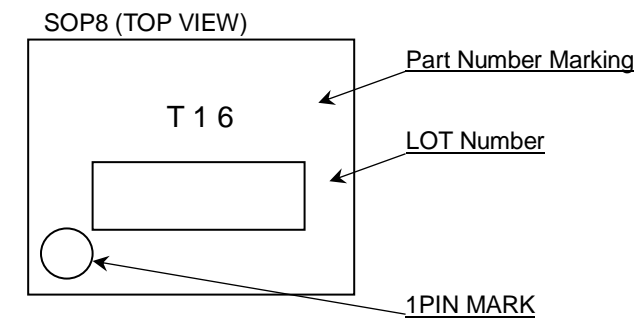 SOP8 (TOP VIEW)
Part Number Marking
T 1 6
LOT Number
1PIN MARK